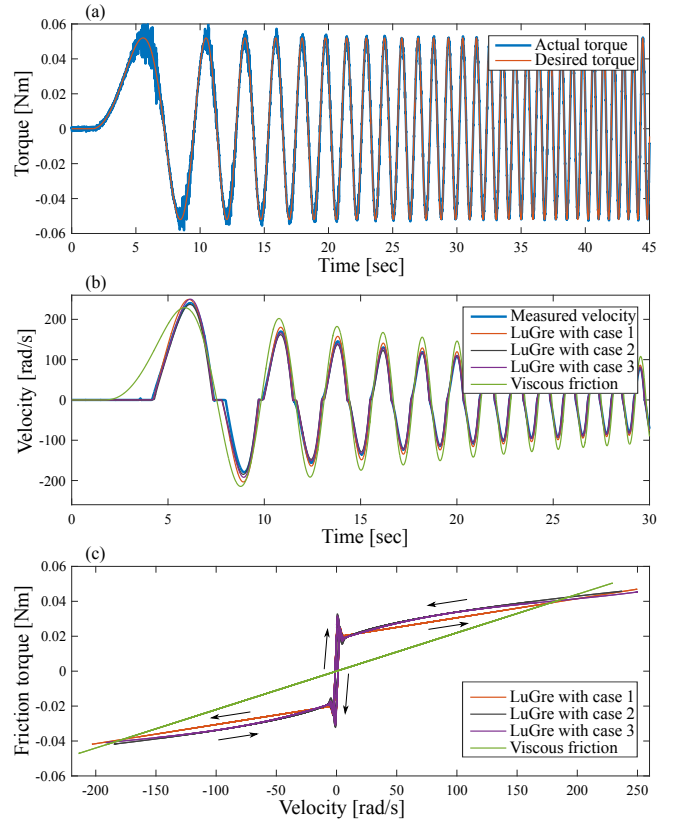 (a)
0.06
0.04
0.02
0
-0.02
-0.04
-0.06
Torque [Nm]
Actual torque
Desired torque
0 5 10 15 20 25 30 35 40 45
Time [sec]
(b)
200
100
0
-100
-200
Velocity [rad/s]
Measured velocity
LuGre with case 1
LuGre with case 2
LuGre with case 3
Viscous friction
0 5 10 15 20 25 30
Time [sec]
(c)
0.06
0.04
0.02
0
-0.02
-0.04
-0.06
Friction torque [Nm]
LuGre with case 1
LuGre with case 2
LuGre with case 3
Viscous friction
-200 -150 -100 -50 0 50 100 150 200 250
Velocity [rad/s]